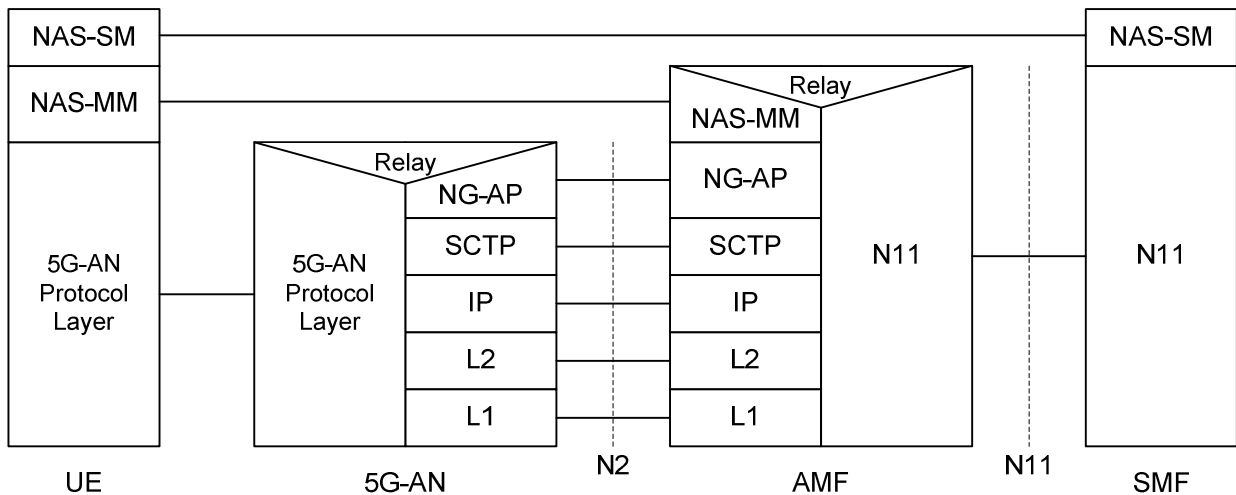 NAS-SM
NAS-SM
NAS-MM
Relay
NAS-MM
Relay
NG-AP
NG-AP
5G-AN
Protocol
Layer
5G-AN
Protocol
Layer
SCTP
SCTP
N11
N11
IP
IP
L2
L2
L1
L1
UE
5G-AN
N2
AMF
N11
SMF